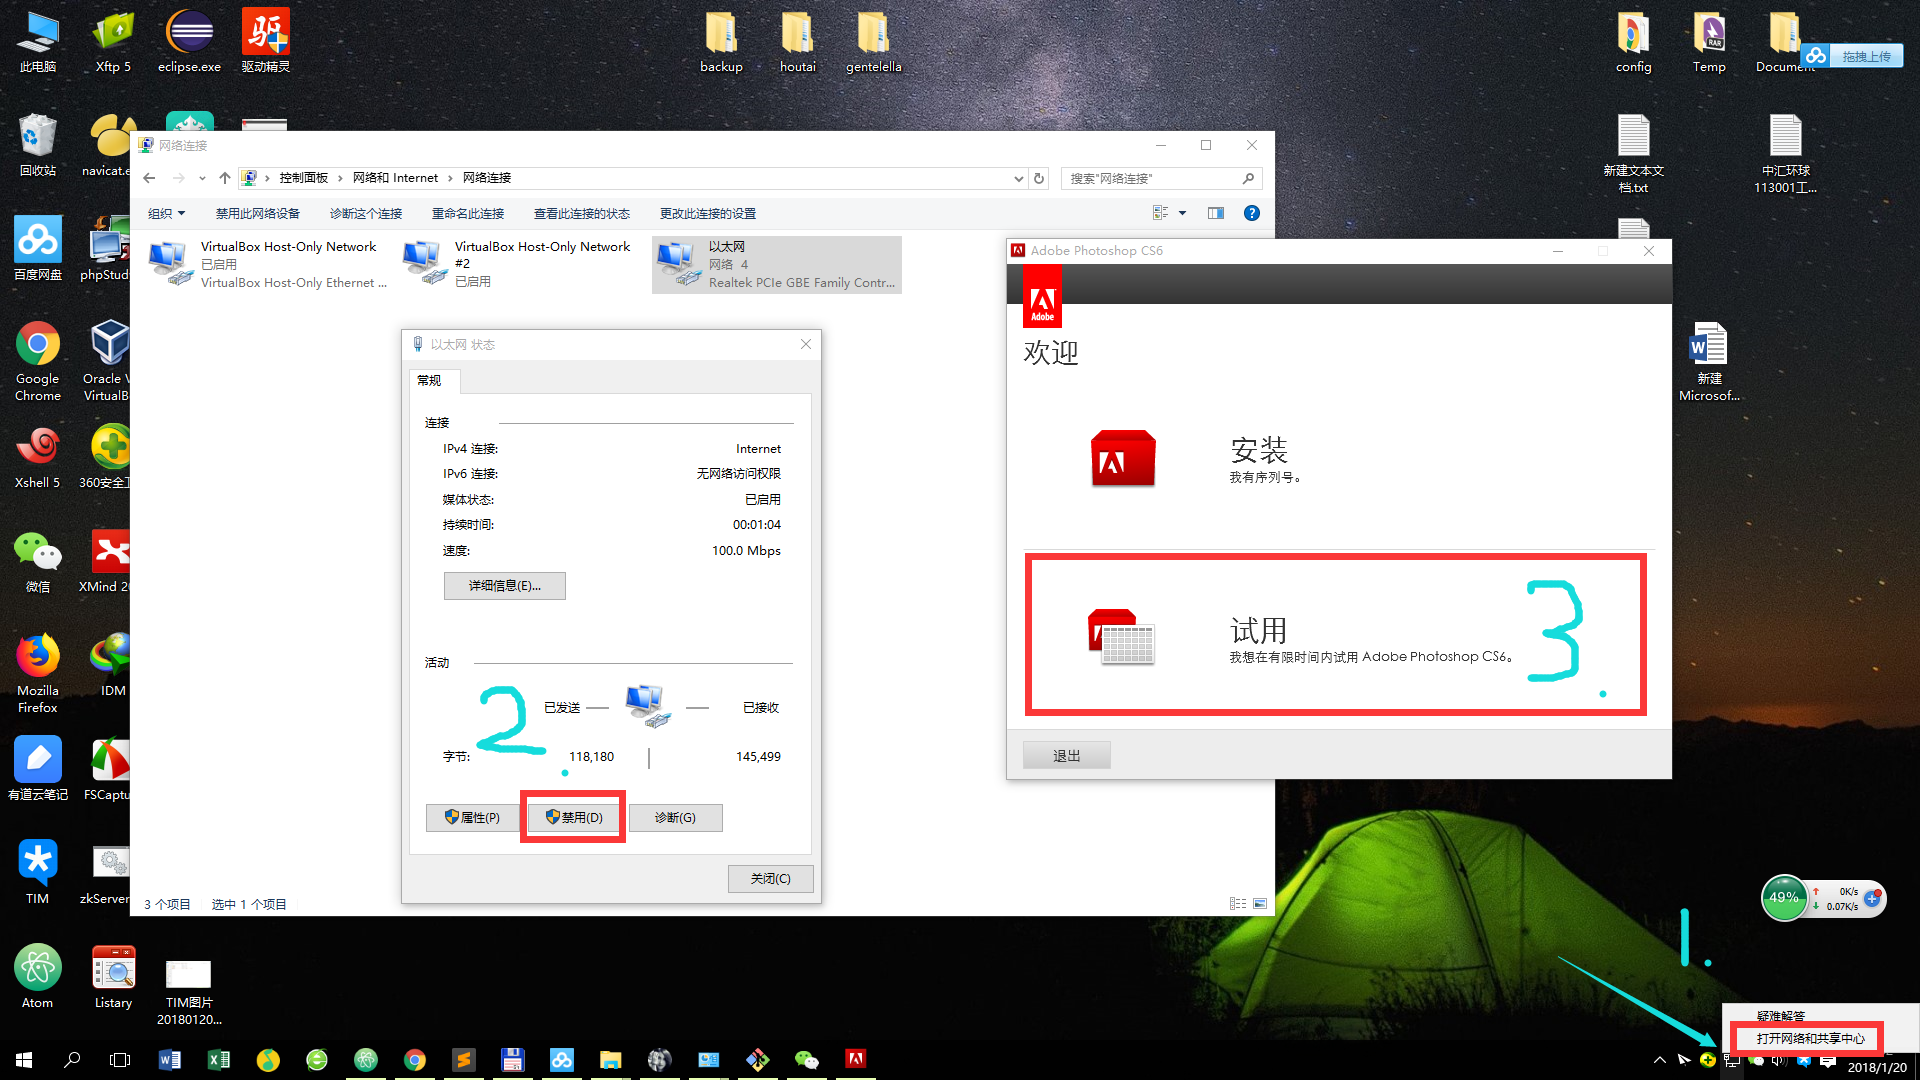 此电脑
Xftp 5
eclipse.exe
驱动精灵
backup
houtai
gentelella
config
Temp
Document
拖拽上传
回收站
navicat.e
新建文本文
档.txt
中汇环球
113001工...
百度网盘
phpStud
Google
Chrome
Oracle V
VirtualB
新建
Microsof...
Xshell 5
360安全卫
微信
XMind 20
Mozilla
Firefox
IDM
有道云笔记
FSCaptu
TIM
zkServer
Atom
Listary
TIM图片
20180120...
网络连接
控制面板 › 网络和 Internet › 网络连接
搜索"网络连接"
组织
禁用此网络设备
诊断这个连接
重命名此连接
查看此连接的状态
更改此连接的设置
VirtualBox Host-Only Network
已启用
VirtualBox Host-Only Ethernet ...
VirtualBox Host-Only Network
#2
已启用
以太网
网络 4
Realtek PCIe GBE Family Contr...
3 个项目
选中 1 个项目
以太网 状态
常规
连接
IPv4 连接: Internet
IPv6 连接: 无网络访问权限
媒体状态: 已启用
持续时间: 00:01:04
速度: 100.0 Mbps
详细信息(E)...
活动
已发送
已接收
2.
字节: 118,180 145,499
属性(P)
禁用(D)
诊断(G)
关闭(C)
Adobe Photoshop CS6
Adobe
欢迎
安装
我有序列号。
试用
我想在有限时间内试用 Adobe Photoshop CS6。
3.
退出
49%
0K/s
0.07K/s
1.
疑难解答
打开网络和共享中心
2018/1/20